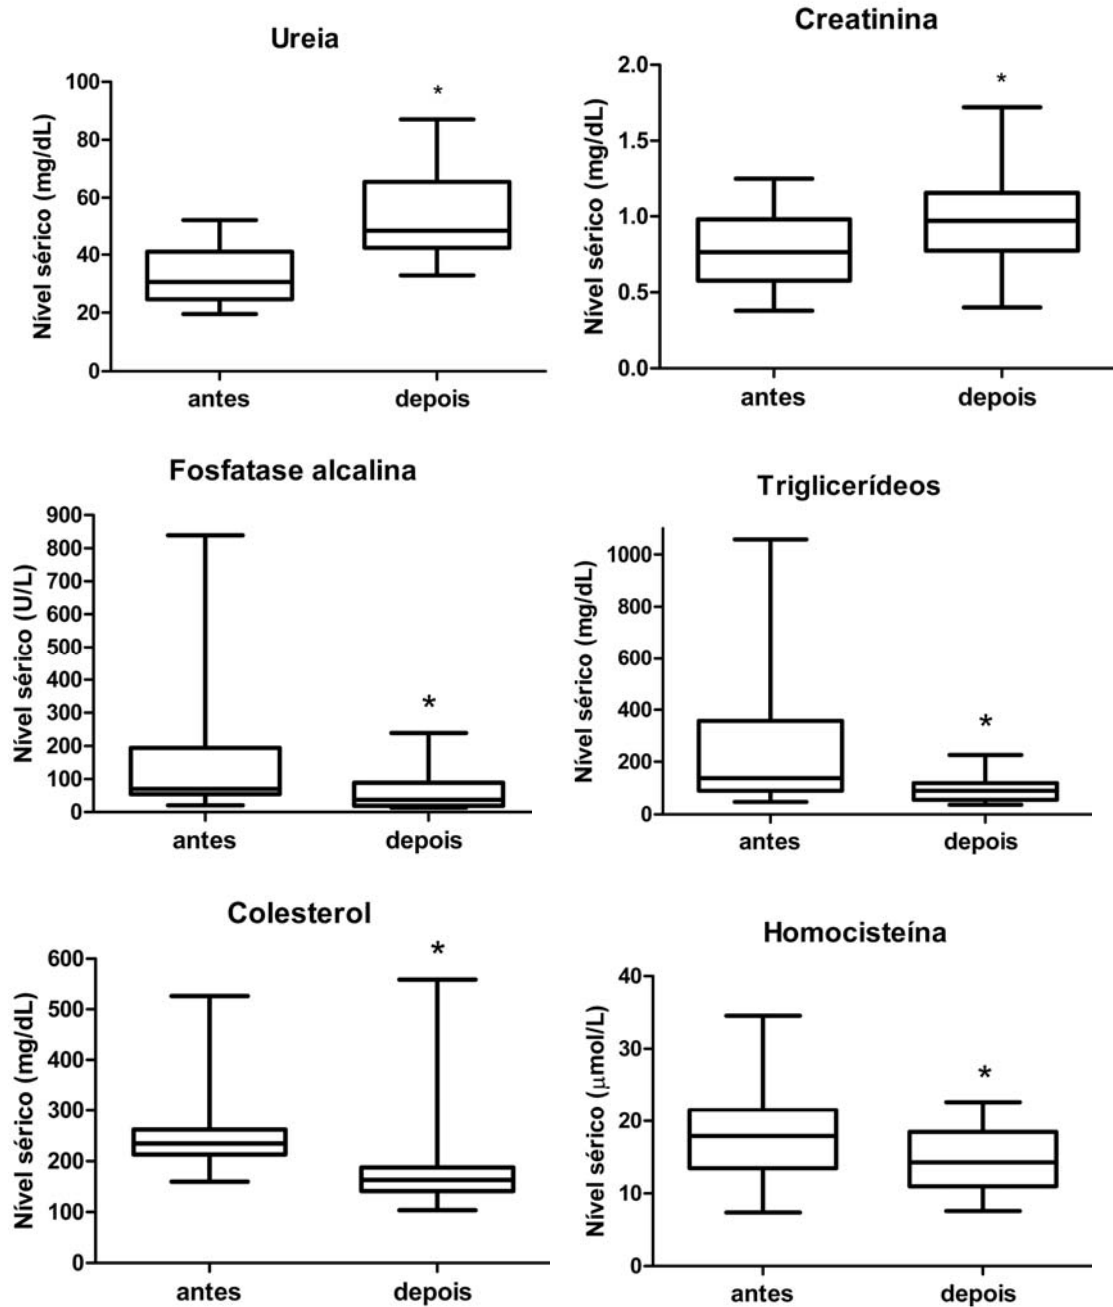 Ureia
Nível sérico (mg/dL)
100
80
60
40
20
0
*
antes depois
Creatinina
Nível sérico (mg/dL)
2.0
1.5
1.0
0.5
0.0
*
antes depois
Fosfatase alcalina
Nível sérico (U/L)
900
800
700
600
500
400
300
200
100
0
*
antes depois
Triglicerídeos
Nível sérico (mg/dL)
1000
800
600
400
200
0
*
antes depois
Colesterol
Nível sérico (mg/dL)
600
500
400
300
200
100
0
*
antes depois
Homocisteína
Nível sérico (μmol/L)
40
30
20
10
0
*
antes depois